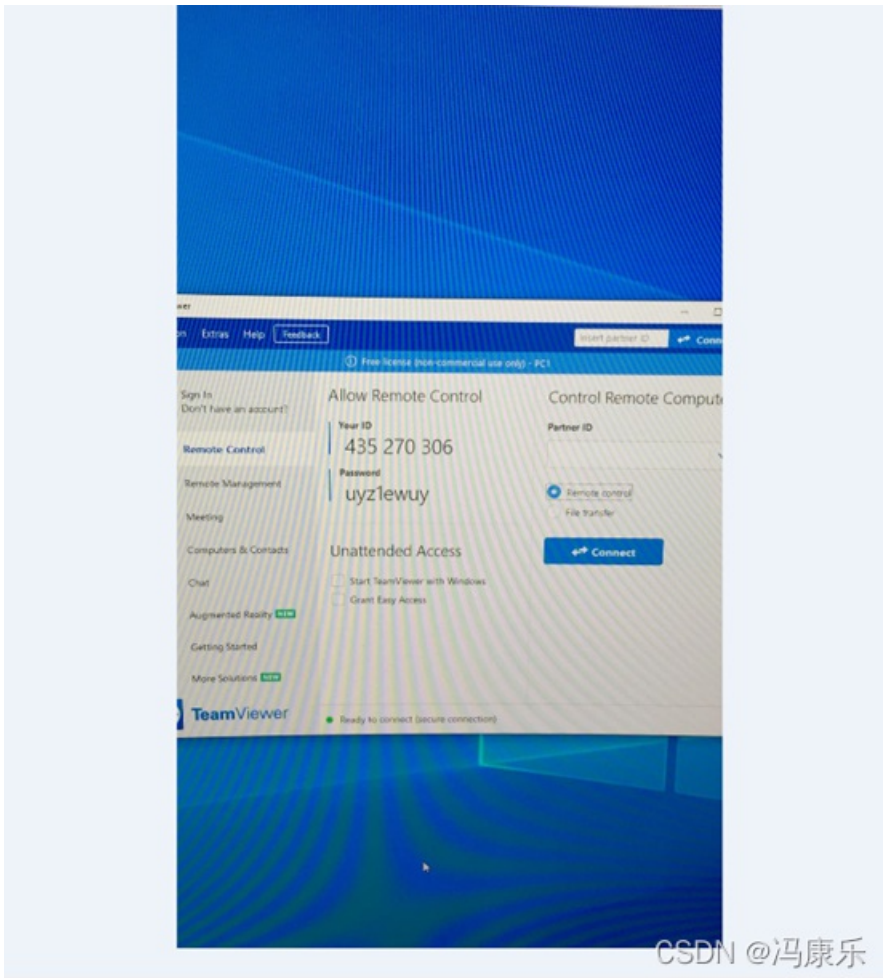 wer
on Extras Help Feedback
Insert partner ID
Conn
Free license (non-commercial use only) - PC1
Sign In
Don't have an account?
Remote Control
Remote Management
Meeting
Computers & Contacts
Chat
Augmented Reality NEW
Getting Started
More Solutions NEW
TeamViewer
Allow Remote Control
Your ID
435 270 306
Password
uyz1ewuy
Unattended Access
Start TeamViewer with Windows
Grant Easy Access
Ready to connect (secure connection)
Control Remote Compute
Partner ID
Remote control
File transfer
Connect
CSDN @冯康乐